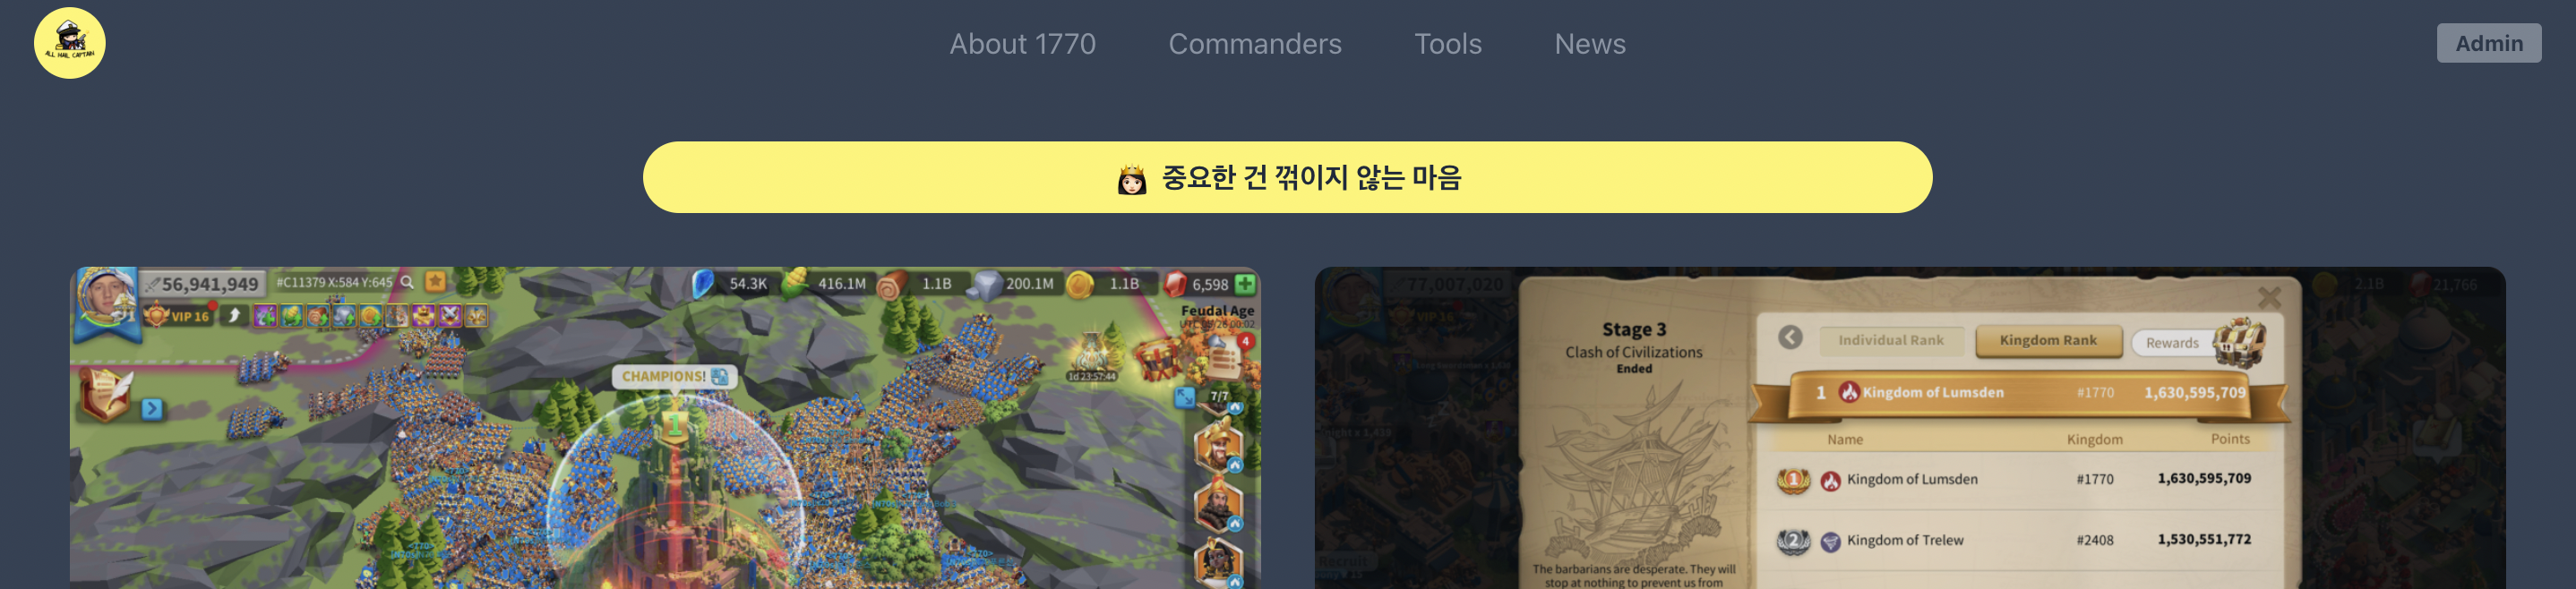 ALL HAIL CAPTAIN
About 1770
Commanders
Tools
News
Admin
👸🏻 중요한 건 꺾이지 않는 마음
56,941,949
#C11379 X:584 Y:645
54.3K
416.1M
1.1B
200.1M
1.1B
6,598
VIP 16
Feudal Age
4
1d 23:57:44
CHAMPIONS!
7/7
1
77,007,020
VIP 16
2.1B
21,766
Stage 3
Clash of Civilizations
Ended
Individual Rank
Kingdom Rank
Rewards
1 Kingdom of Lumsden #1770 1,630,595,709
Name Kingdom Points
1 Kingdom of Lumsden #1770 1,630,595,709
2 Kingdom of Trelew #2408 1,530,551,772
Recruit
The barbarians are desperate. They will
stop at nothing to prevent us from